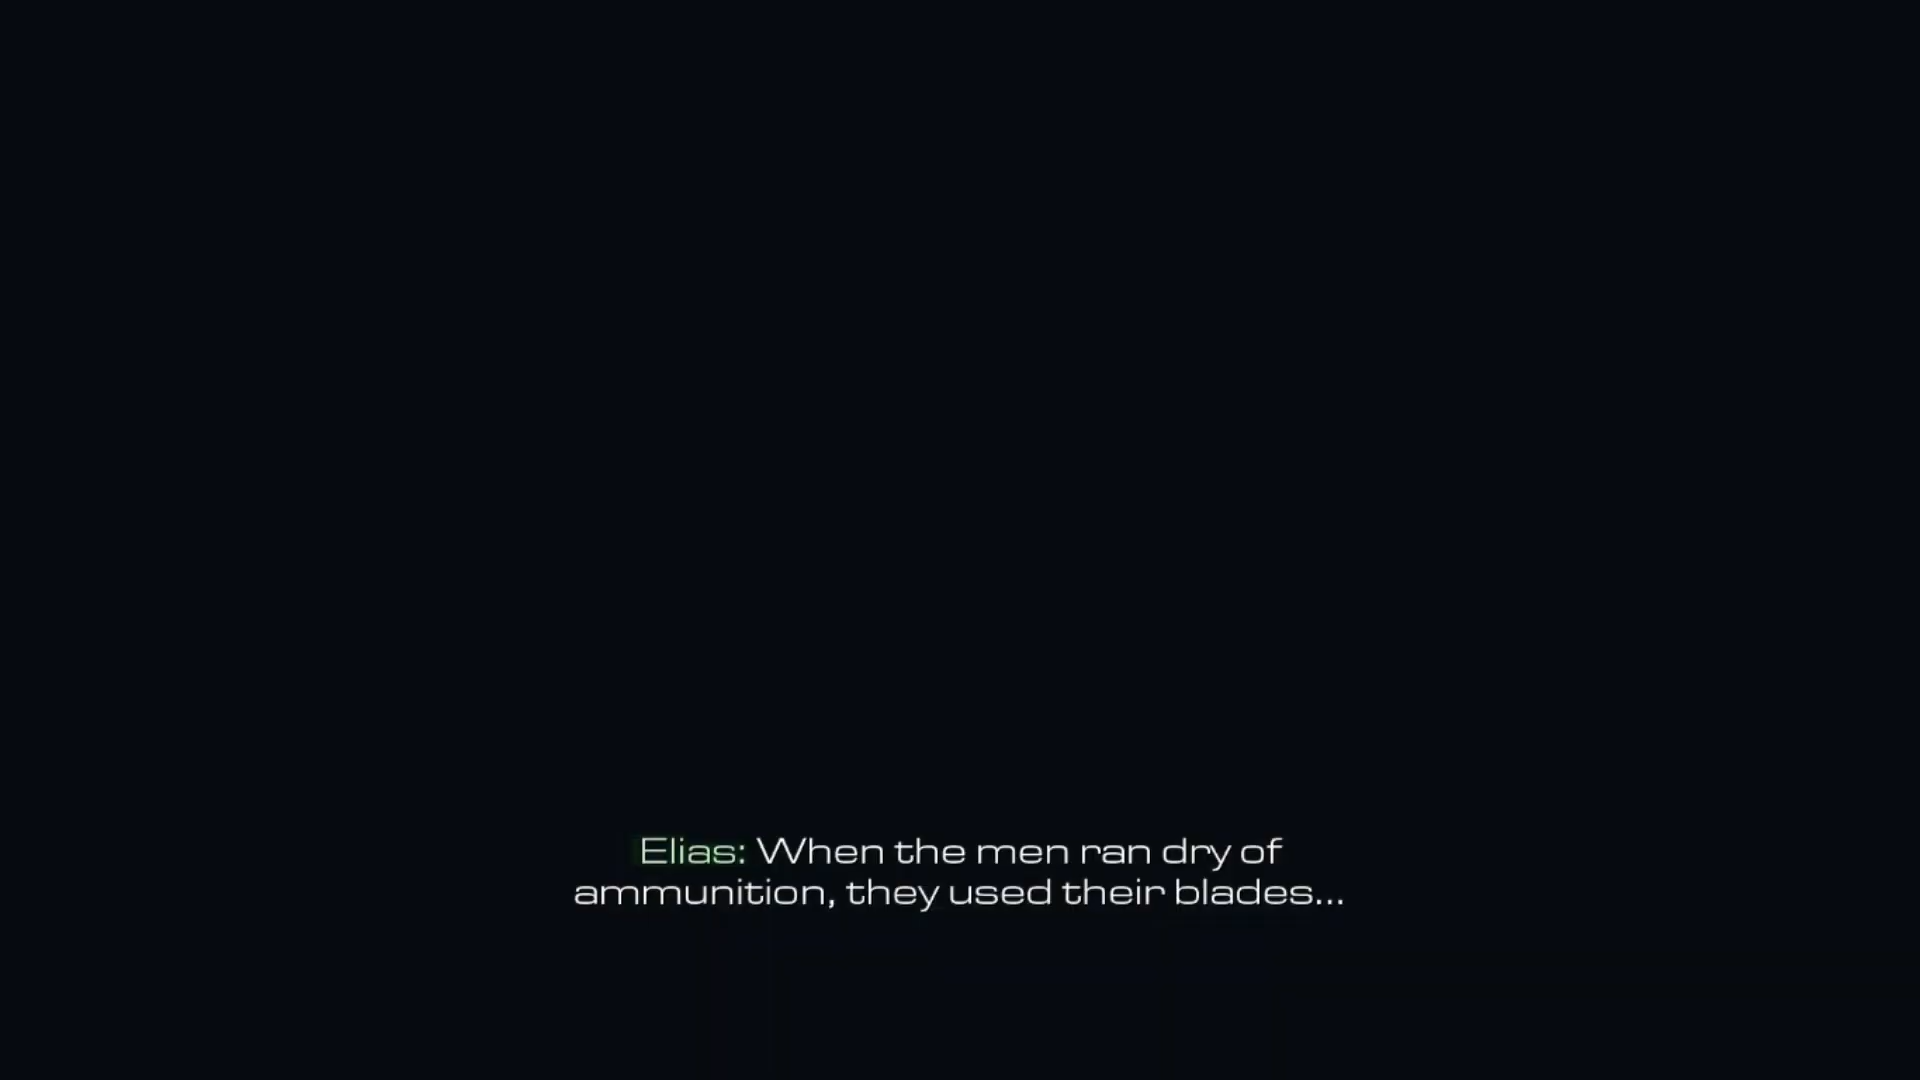 Elias: When the men ran dry of
ammunition, they used their blades...